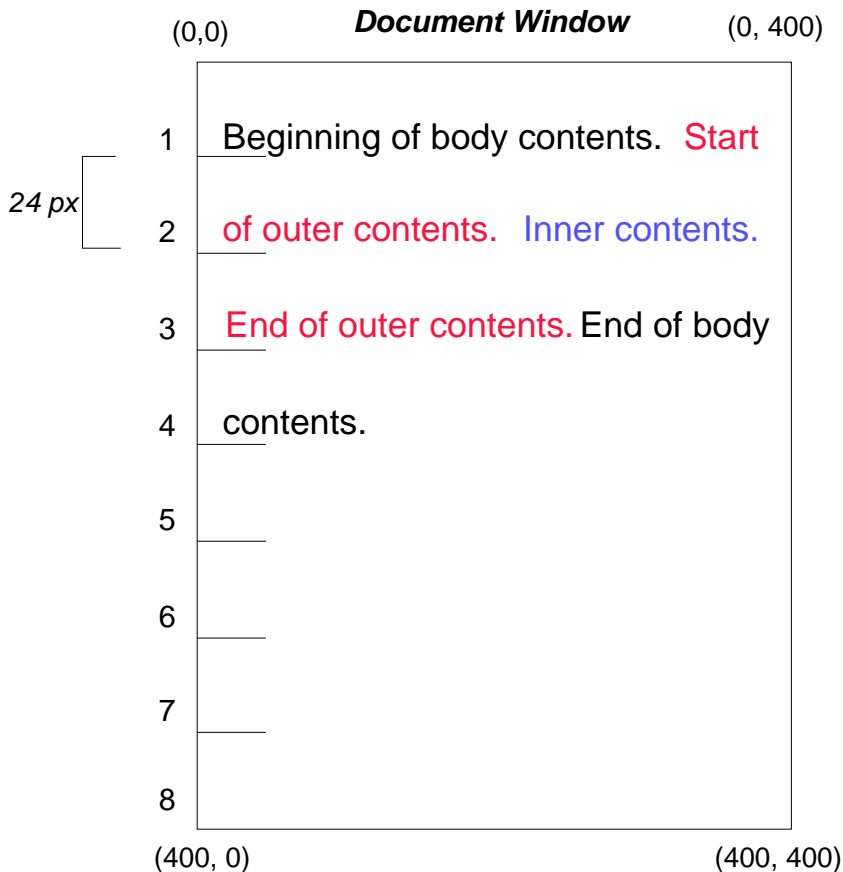 Document Window
(0,0) (0, 400)
1 Beginning of body contents. Start
24 px
2 of outer contents. Inner contents.
3 End of outer contents. End of body
4 contents.
5
6
7
8
(400, 0) (400, 400)